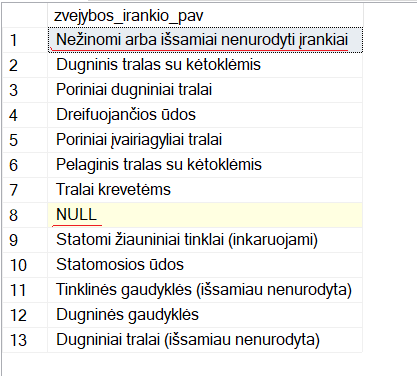 zvejybos_irankio_pav
1 Nežinomi arba išsamiai nenurodyti įrankiai
2 Dugninis tralas su kėtoklėmis
3 Poriniai dugniniai tralai
4 Dreifuojančios ūdos
5 Poriniai įvairiagyliai tralai
6 Pelaginis tralas su kėtoklėmis
7 Tralai krevetėms
8 NULL
9 Statomi žiauniniai tinklai (inkaruojami)
10 Statomosios ūdos
11 Tinklinės gaudyklės (išsamiau nenurodyta)
12 Dugninės gaudyklės
13 Dugniniai tralai (išsamiau nenurodyta)